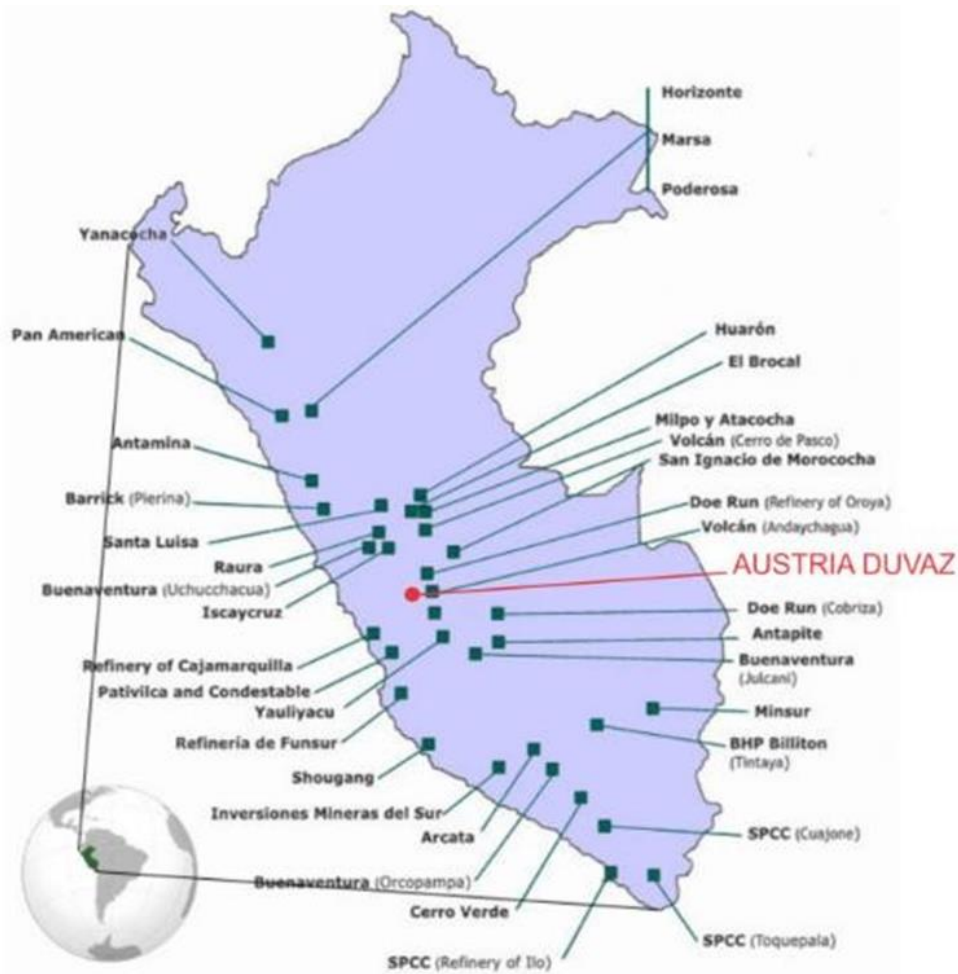 Horizonte
Marsa
Poderosa
Yanacocha
Pan American
Huarón
El Brocal
Milpo y Atacocha
Antamina
Volcán (Cerro de Pasco)
San Ignacio de Morococha
Barrick (Pierina)
Doe Run (Refinery of Oroya)
Volcán (Andaychagua)
Santa Luisa
Raura
AUSTRIA DUVAZ
Buenaventura (Uchucchacua)
Iscaycruz
Doe Run (Cobriza)
Antapite
Refinery of Cajamarquilla
Buenaventura
(Julcani)
Pativilca and Condestable
Yauliyacu
Minsur
Refinería de Funsur
BHP Billiton
(Tintaya)
Shougang
Inversiones Mineras del Sur
Arcata
SPCC (Cuajone)
Buenaventura (Orcopampa)
Cerro Verde
SPCC (Toquepala)
SPCC (Refinery of Ilo)